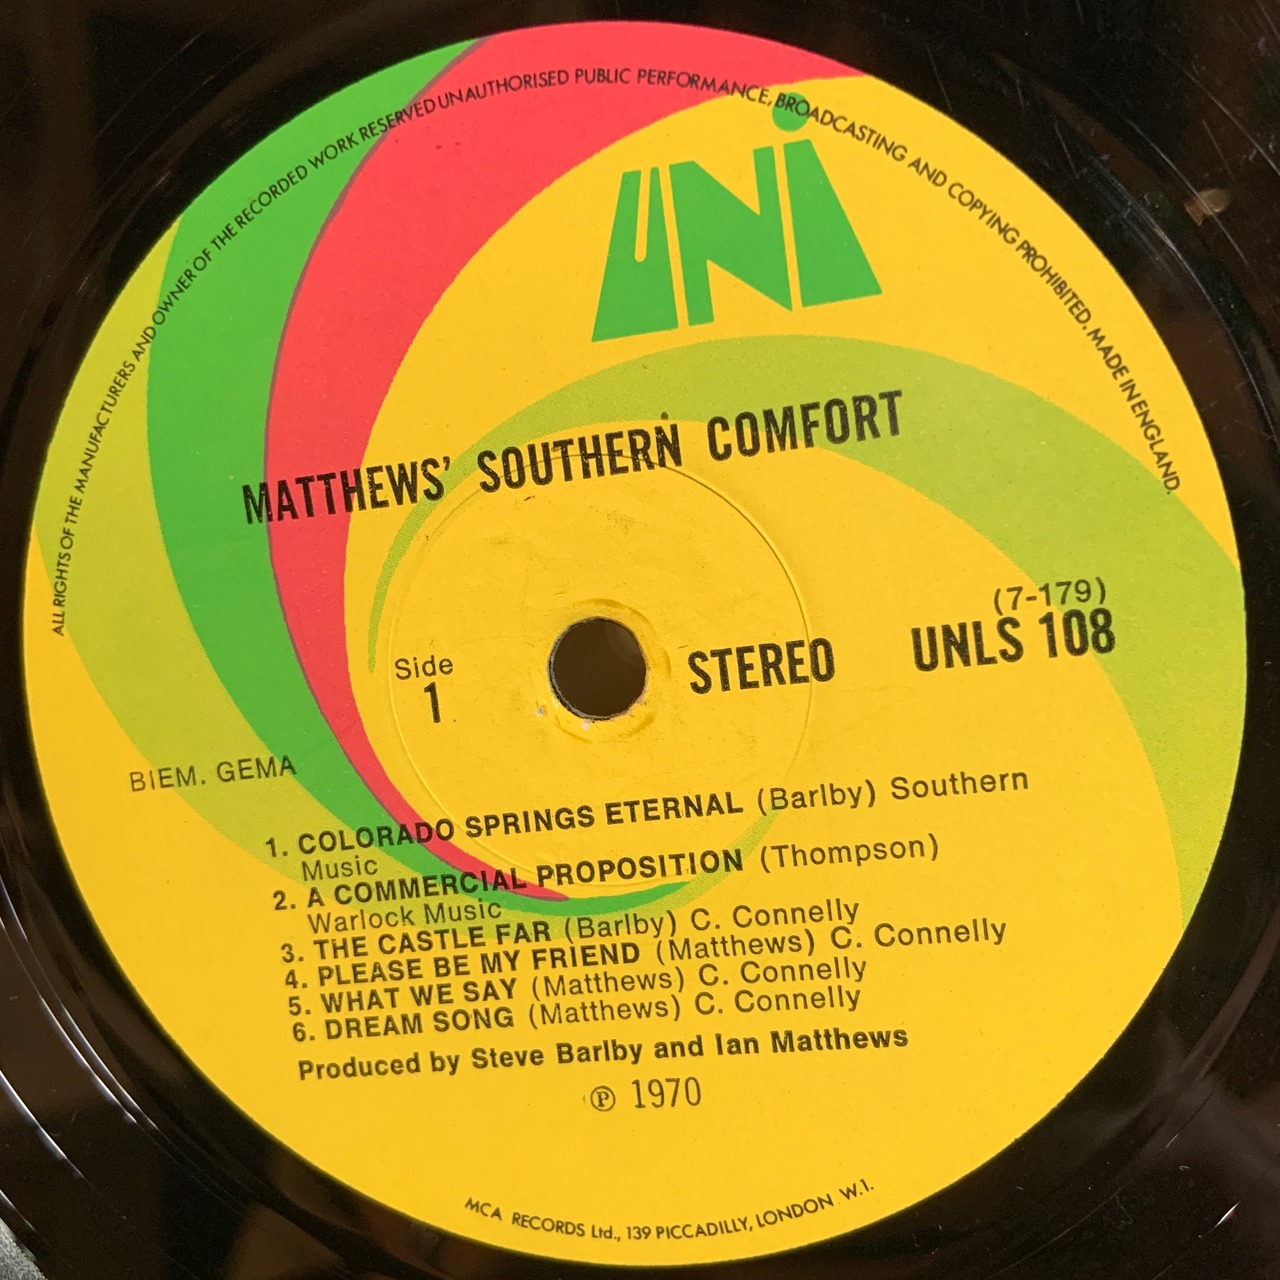 ALL RIGHTS OF THE MANUFACTURERS AND OWNER OF THE RECORDED WORK RESERVED UNAUTHORISED PUBLIC PERFORMANCE, BROADCASTING AND COPYING PROHIBITED. MADE IN ENGLAND.
UNi
MATTHEWS' SOUTHERN COMFORT
(7-179)
Side
1
STEREO
UNLS 108
BIEM. GEMA
1. COLORADO SPRINGS ETERNAL (Barlby) Southern
Music
2. A COMMERCIAL PROPOSITION (Thompson)
Warlock Music
3. THE CASTLE FAR (Barlby) C. Connelly
4. PLEASE BE MY FRIEND (Matthews) C. Connelly
5. WHAT WE SAY (Matthews) C. Connelly
6. DREAM SONG (Matthews) C. Connelly
Produced by Steve Barlby and Ian Matthews
℗ 1970
MCA RECORDS Ltd., 139 PICCADILLY, LONDON W.1.